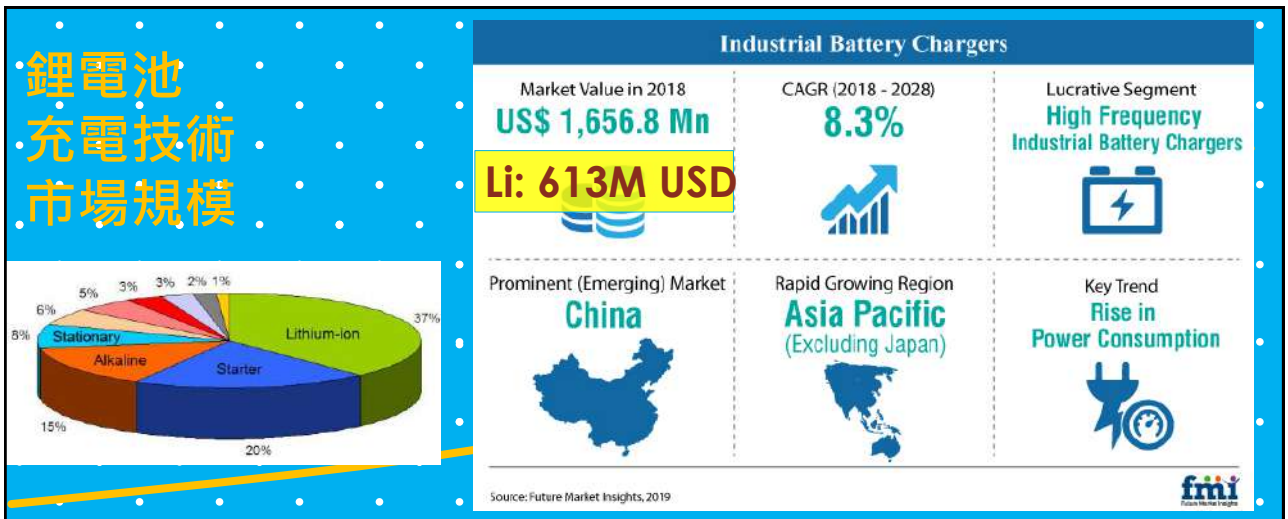 鋰電池
充電技術
市場規模
37%
Lithium-ion
20%
Starter
15%
Alkaline
8%
Stationary
6%
5%
3%
3%
2%
1%
Industrial Battery Chargers
Market Value in 2018
US$ 1,656.8 Mn
Li: 613M USD
CAGR (2018 - 2028)
8.3%
Lucrative Segment
High Frequency
Industrial Battery Chargers
Prominent (Emerging) Market
China
Rapid Growing Region
Asia Pacific
(Excluding Japan)
Key Trend
Rise in
Power Consumption
Source: Future Market Insights, 2019
fmi
Future Market Insights